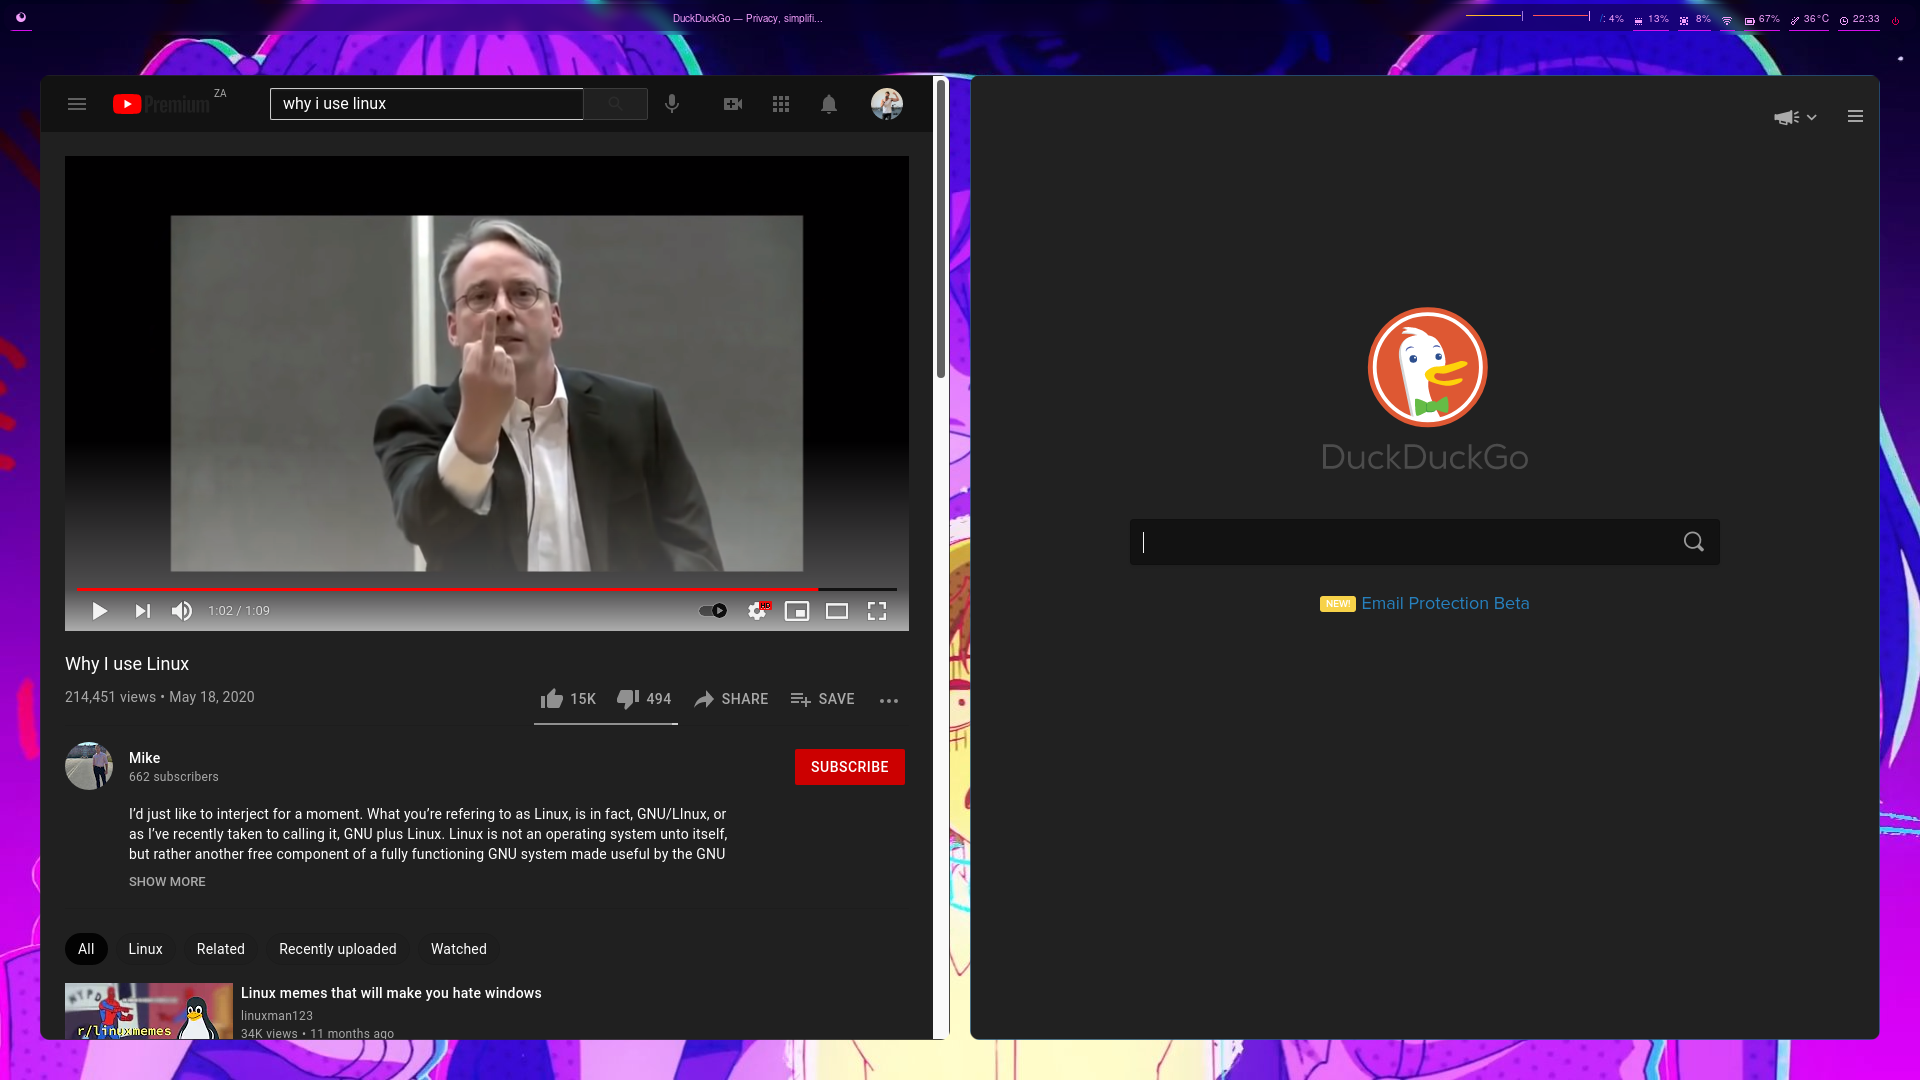 DuckDuckGo — Privacy, simplifi...
/: 4%
13%
8%
67%
36°C
22:33
Premium
ZA
why i use linux
1:02 / 1:09
HD
Why I use Linux
214,451 views • May 18, 2020
15K
494
SHARE
SAVE
Mike
662 subscribers
SUBSCRIBE
I’d just like to interject for a moment. What you’re refering to as Linux, is in fact, GNU/LInux, or
as I’ve recently taken to calling it, GNU plus Linux. Linux is not an operating system unto itself,
but rather another free component of a fully functioning GNU system made useful by the GNU
SHOW MORE
All
Linux
Related
Recently uploaded
Watched
NYPD
r/linuxmemes
Linux memes that will make you hate windows
linuxman123
34K views • 11 months ago
DuckDuckGo
NEW! Email Protection Beta